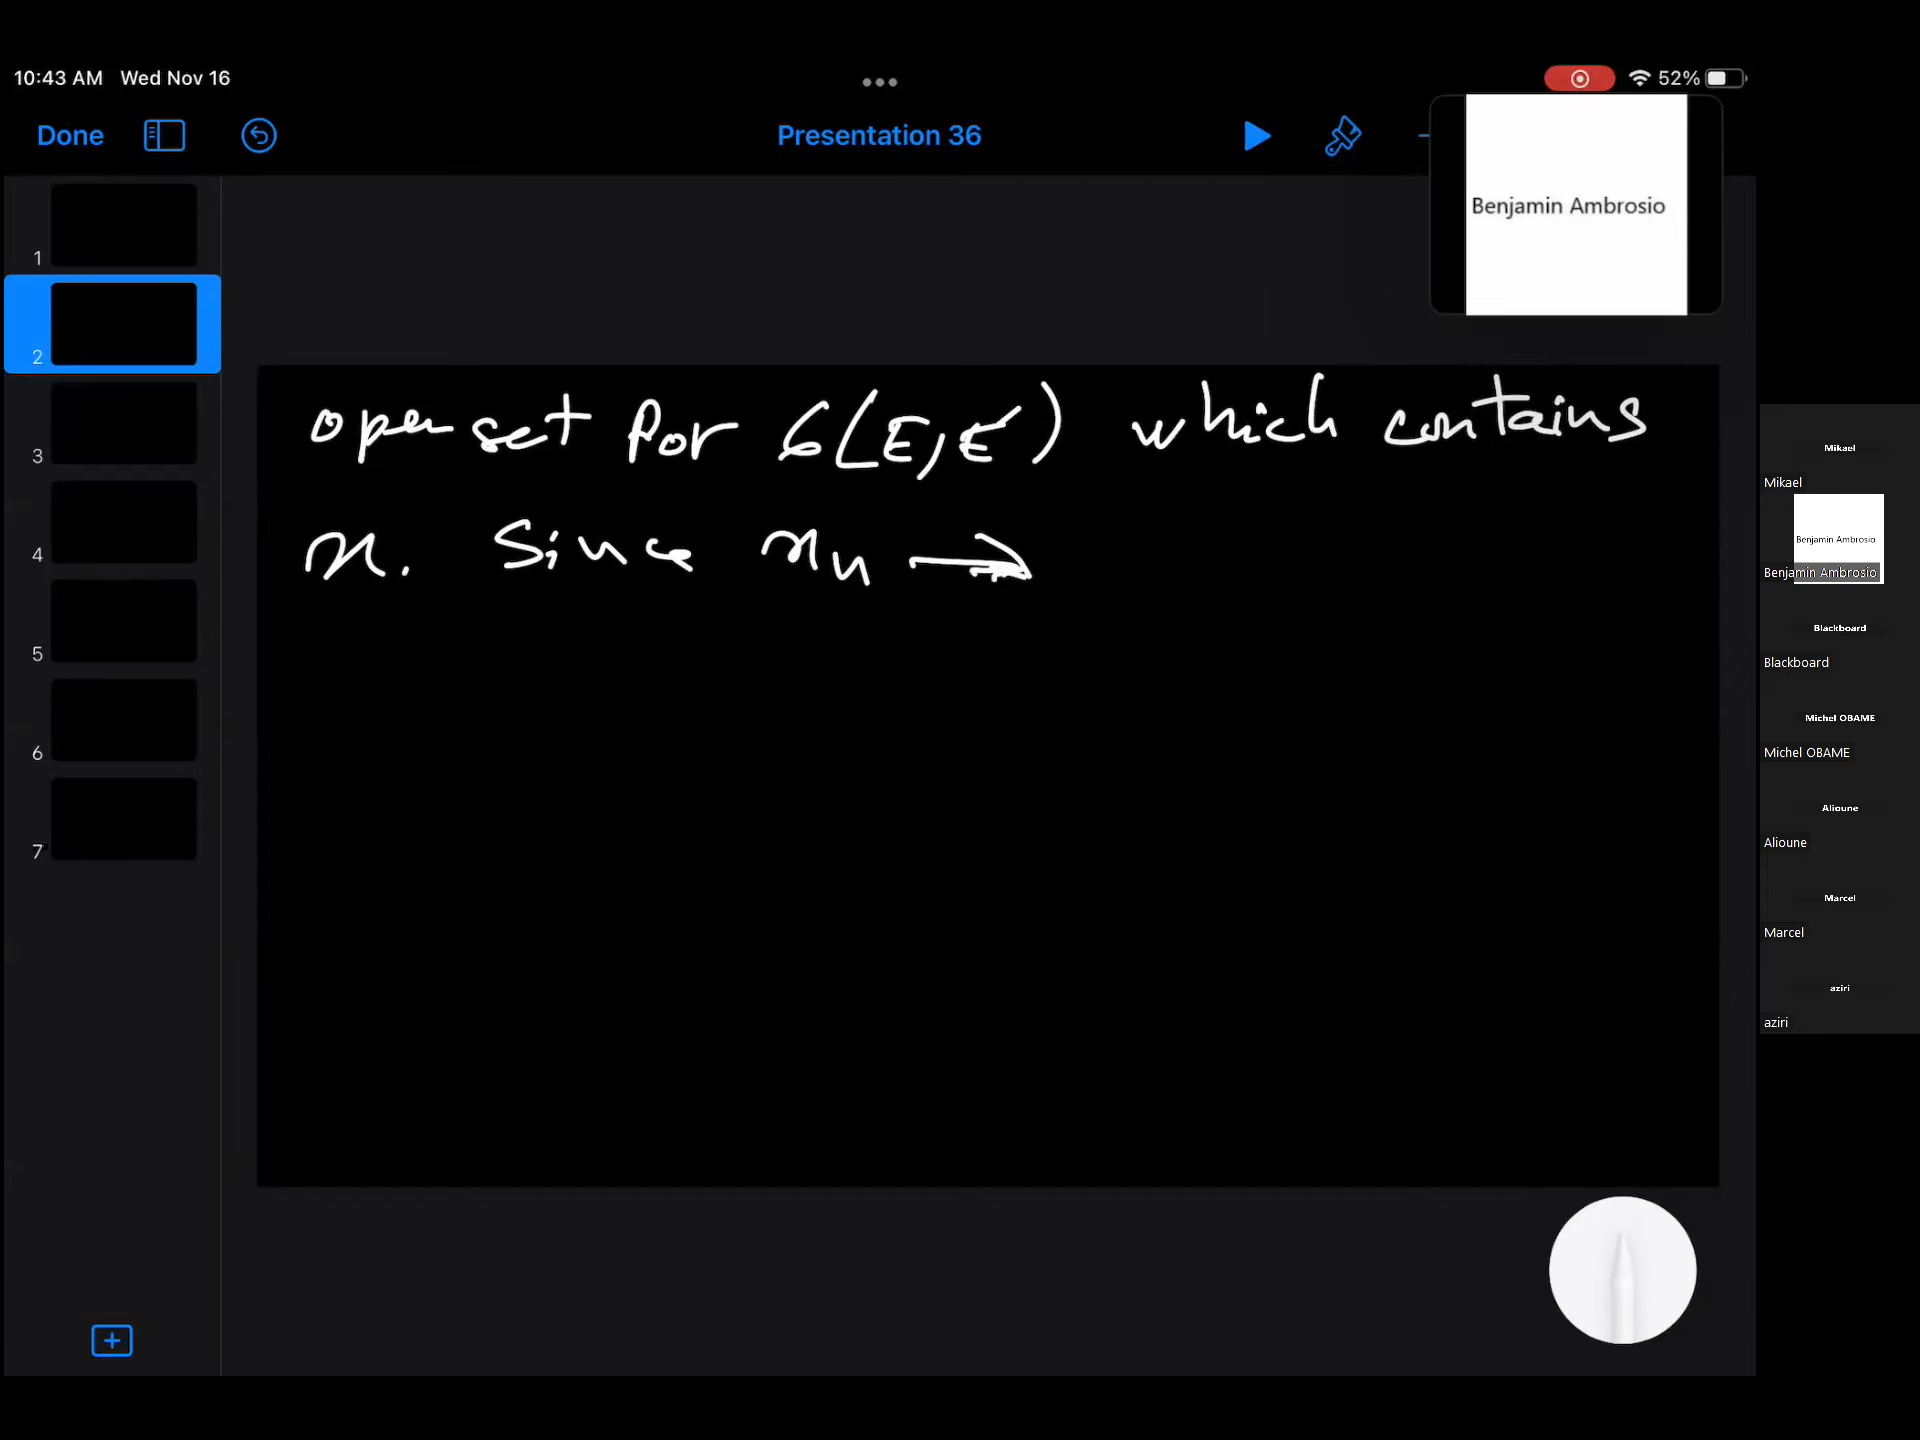 10:43 AM Wed Nov 16
52%
Done
Presentation 36
Benjamin Ambrosio
1
2
3
4
5
6
7
open set for σ(E,E') which contains
x. Since xn ⇀
Mikael
Mikael
Benjamin Ambrosio
Benjamin Ambrosio
Blackboard
Blackboard
Michel OBAME
Michel OBAME
Alioune
Alioune
Marcel
Marcel
aziri
aziri